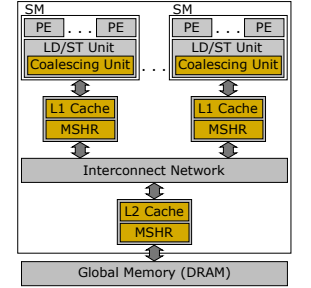 SM SM
PE . . . PE PE . . . PE
LD/ST Unit LD/ST Unit
Coalescing Unit . . . Coalescing Unit
L1 Cache L1 Cache
MSHR MSHR
Interconnect Network
L2 Cache
MSHR
Global Memory (DRAM)